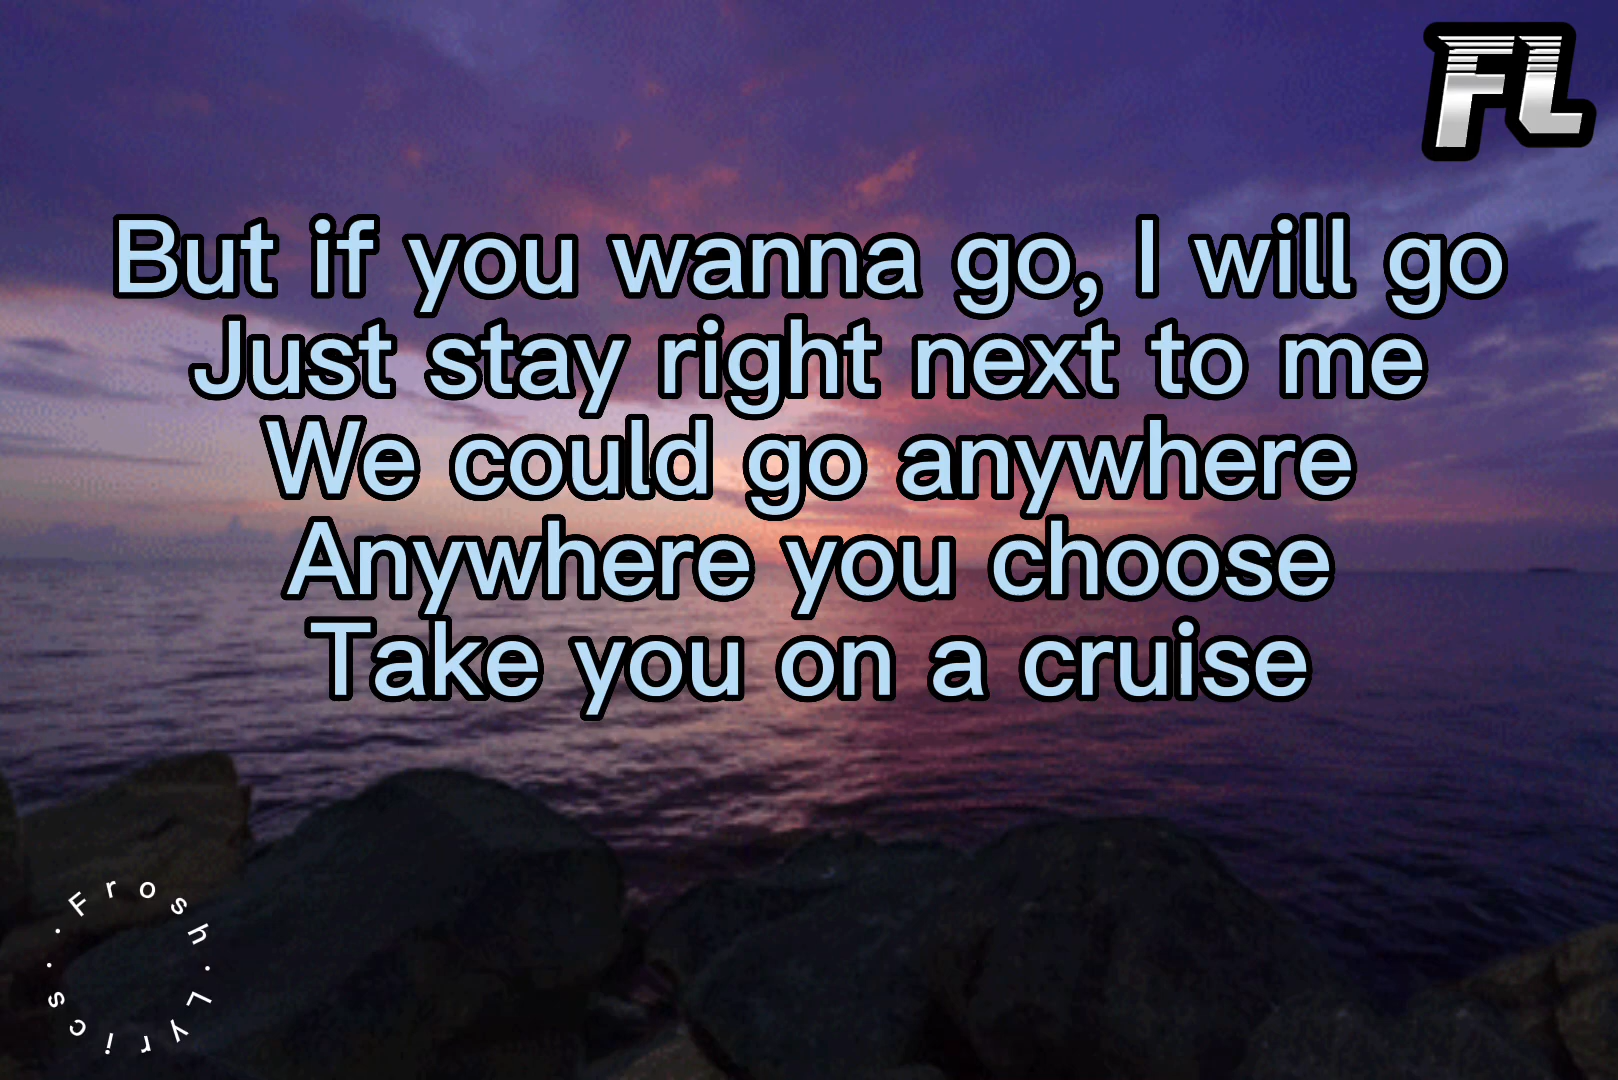 FL
But if you wanna go, I will go
Just stay right next to me
We could go anywhere
Anywhere you choose
Take you on a cruise
.Frosh.Lyrics.